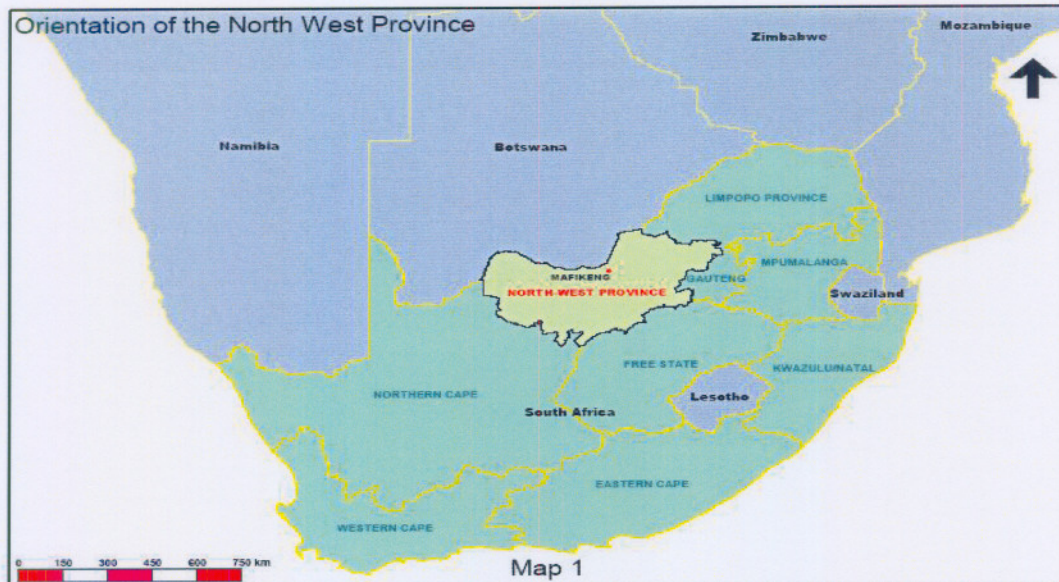 Orientation of the North West Province
Mozambique
Zimbabwe
Namibia
Botswana
LIMPOPO PROVINCE
MPUMALANGA
MAFIKENG
GAUTENG
NORTH-WEST PROVINCE
Swaziland
FREE STATE
KWAZULU/NATAL
NORTHERN CAPE
Lesotho
South Africa
EASTERN CAPE
WESTERN CAPE
0 150 300 450 600 750 km
Map 1